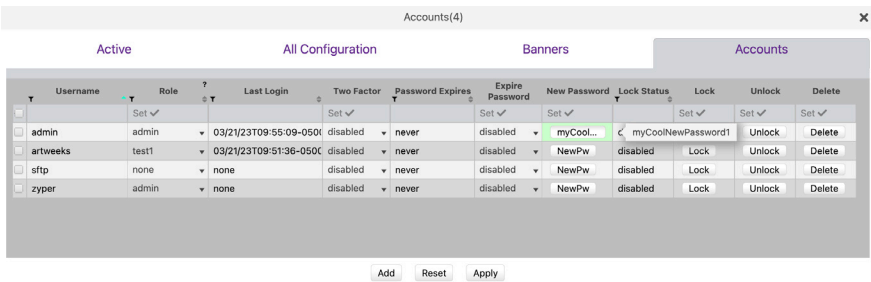 Accounts(4)
Active All Configuration Banners Accounts
Username Role ? Last Login Two Factor Password Expires Expire Password New Password Lock Status Lock Unlock Delete
Set Set Set Set Set Set Set
admin admin 03/21/23T09:55:09-0500 disabled never disabled myCool... myCoolNewPassword1 Unlock Delete
artweeks test1 03/21/23T09:51:36-0500 disabled never disabled NewPw disabled Lock Unlock Delete
sftp none none disabled never disabled NewPw disabled Lock Unlock Delete
zyper admin none disabled never disabled NewPw disabled Lock Unlock Delete
Add Reset Apply